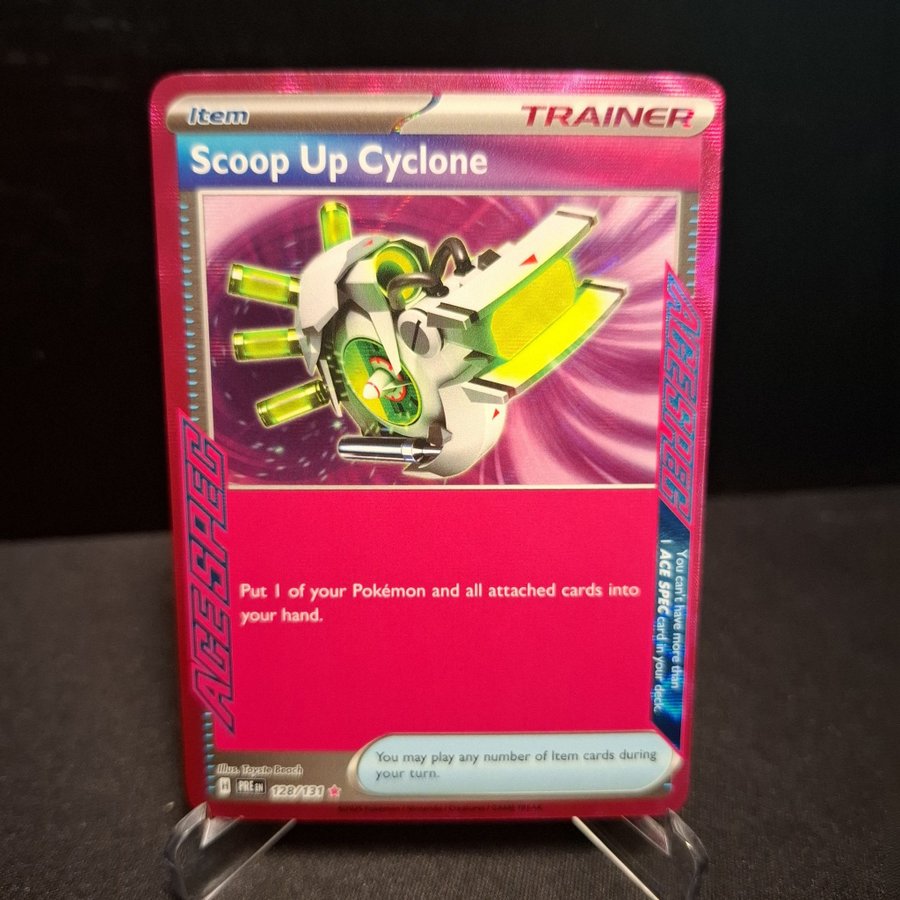 Item
TRAINER
Scoop Up Cyclone
ACE SPEC
ACE SPEC
You can't have more than
1 ACE SPEC card in your deck.
Put 1 of your Pokémon and all attached cards into
your hand.
You may play any number of Item cards during
your turn.
Illus. Toyste Beach
H PRE EN 128/131